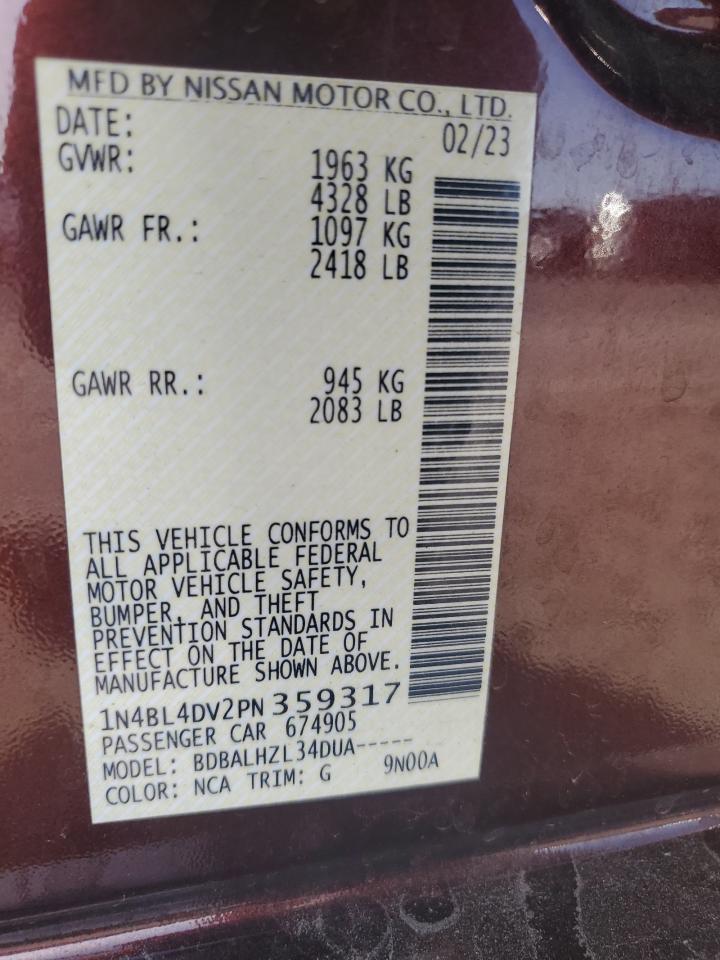 MFD BY NISSAN MOTOR CO., LTD.
DATE: 02/23
GVWR: 1963 KG
4328 LB
GAWR FR.: 1097 KG
2418 LB
GAWR RR.: 945 KG
2083 LB
THIS VEHICLE CONFORMS TO
ALL APPLICABLE FEDERAL
MOTOR VEHICLE SAFETY,
BUMPER, AND THEFT
PREVENTION STANDARDS IN
EFFECT ON THE DATE OF
MANUFACTURE SHOWN ABOVE.
1N4BL4DV2PN359317
PASSENGER CAR 674905
MODEL: BDBALHZL34DUA-----
COLOR: NCA TRIM: G 9N00A